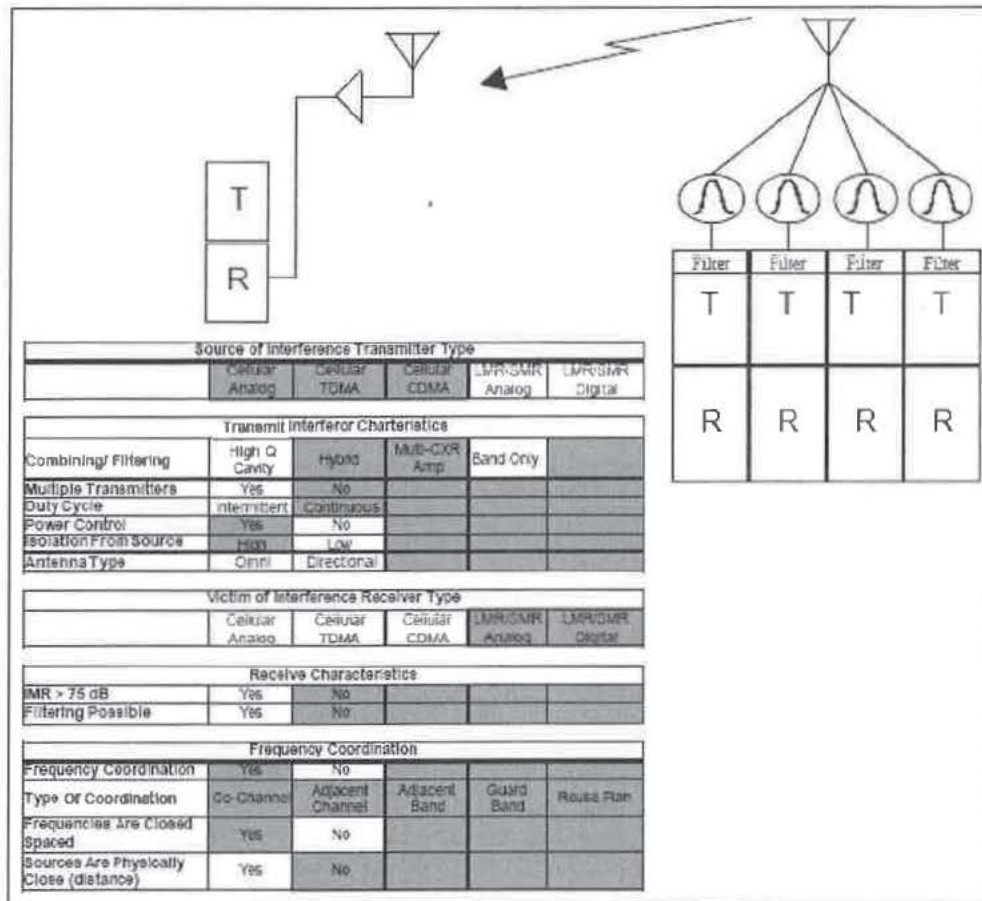 T
R
Filter Filter Filter Filter
T T T T
R R R R
Source of Interference Transmitter Type
Cellular Analog Cellular TDMA Cellular CDMA LMR/SMR Analog LMR/SMR Digital
Transmit Interferor Charteristics
Combining/ Filtering High Q Cavity Hybrid Multi-CXR Amp Band Only
Multiple Transmitters Yes No
Duty Cycle Intermittent Continuous
Power Control Yes No
Isolation From Source High Low
Antenna Type Omni Directional
Victim of Interference Receiver Type
Cellular Analog Cellular TDMA Cellular CDMA LMR/SMR Analog LMR/SMR Digital
Receive Characteristics
IMR > 75 dB Yes No
Filtering Possible Yes No
Frequency Coordination
Frequency Coordination Yes No
Type Of Coordination Co-Channel Adjacent Channel Adjacent Band Guard Band Reuse Plan
Frequencies Are Closed Spaced Yes No
Sources Are Physically Close (distance) Yes No